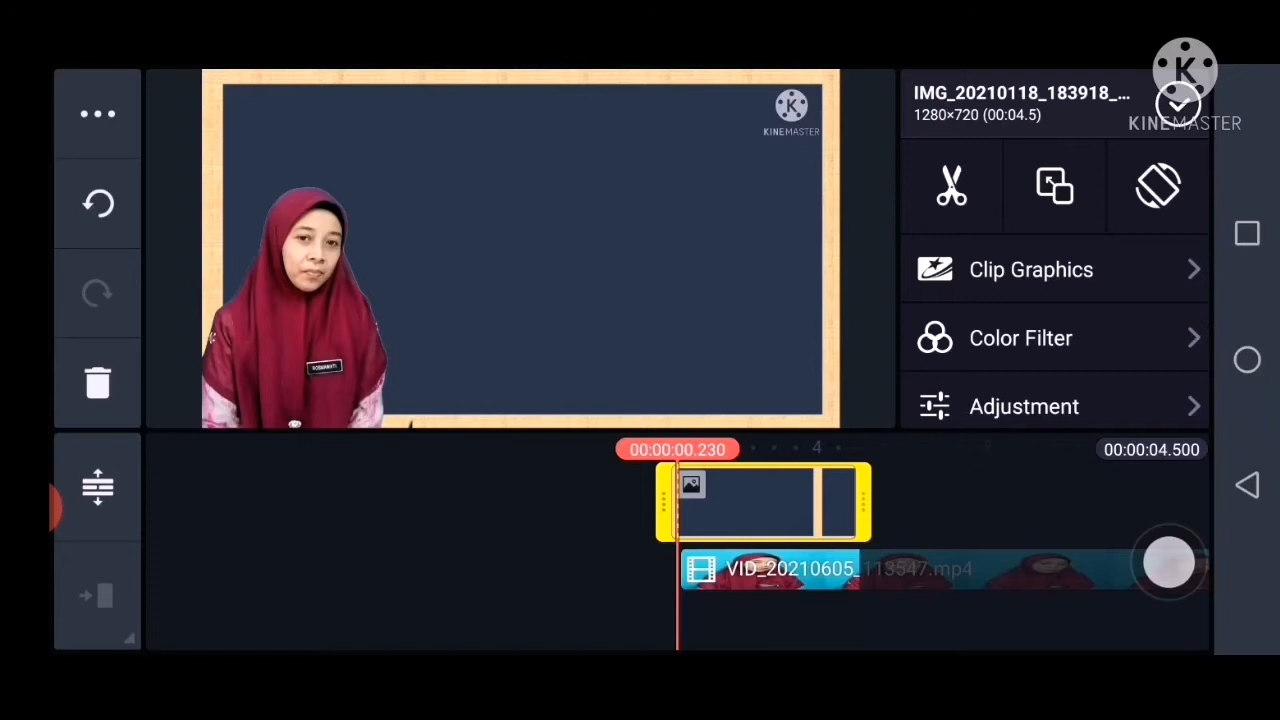 KINEMASTER
IMG_20210118_183918_...
1280×720 (00:04.5)
KINEMASTER
Clip Graphics
Color Filter
Adjustment
00:00:00.230
4
00:00:04.500
VID_20210605_113547.mp4